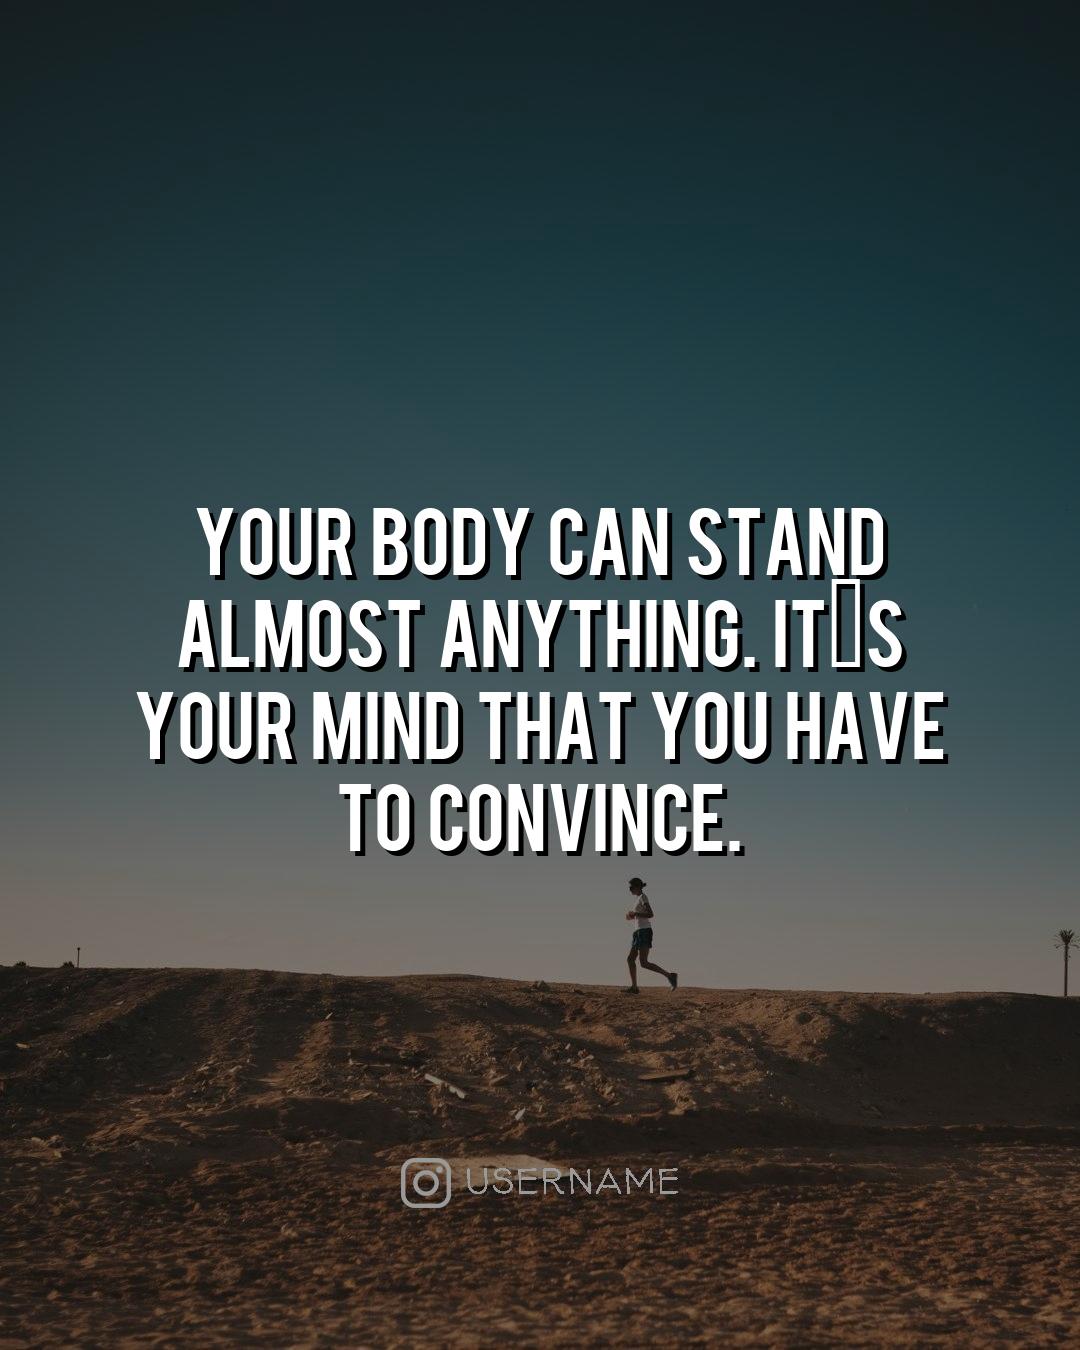 YOUR BODY CAN STAND
ALMOST ANYTHING. IT▯S
YOUR MIND THAT YOU HAVE
TO CONVINCE.
USERNAME